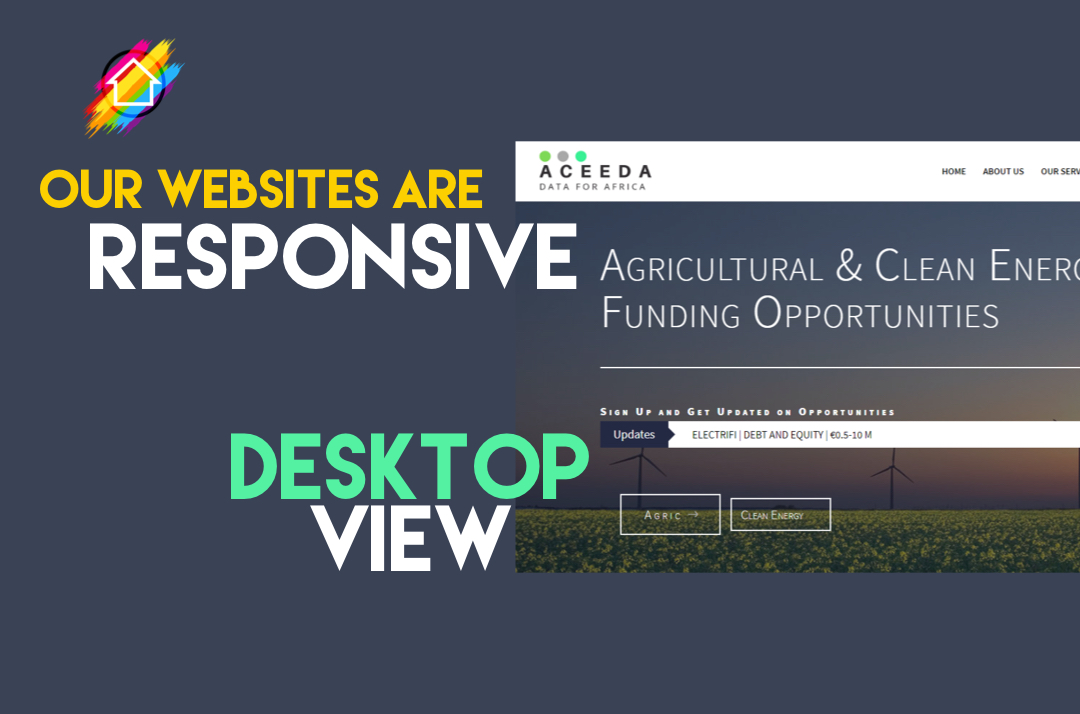 OUR WEBSITES ARE
RESPONSIVE
DESKTOP
VIEW
ACEEDA
DATA FOR AFRICA
HOME ABOUT US OUR
AGRICULTURAL & CLEAN
FUNDING OPPORTUNITIES
SIGN UP AND GET UPDATED ON OPPORTUNITIES
Updates ELECTRIFI | DEBT AND EQUITY | €0.5-10 M
AGRIC → CLEAN ENERGY